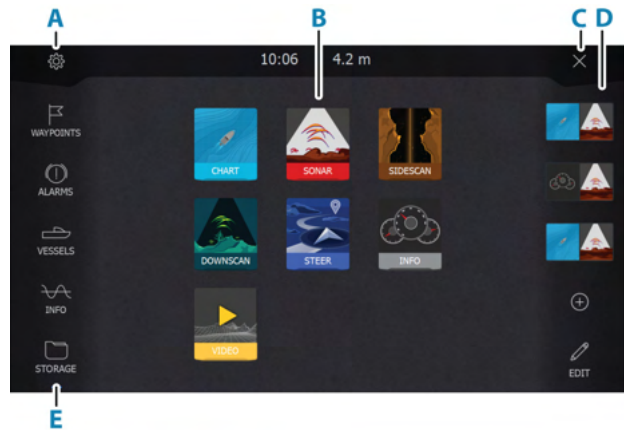 A
B
C
D
10:06 4.2 m
WAYPOINTS
ALARMS
VESSELS
INFO
STORAGE
CHART
SONAR
SIDESCAN
DOWNSCAN
STEER
INFO
VIDEO
EDIT
E